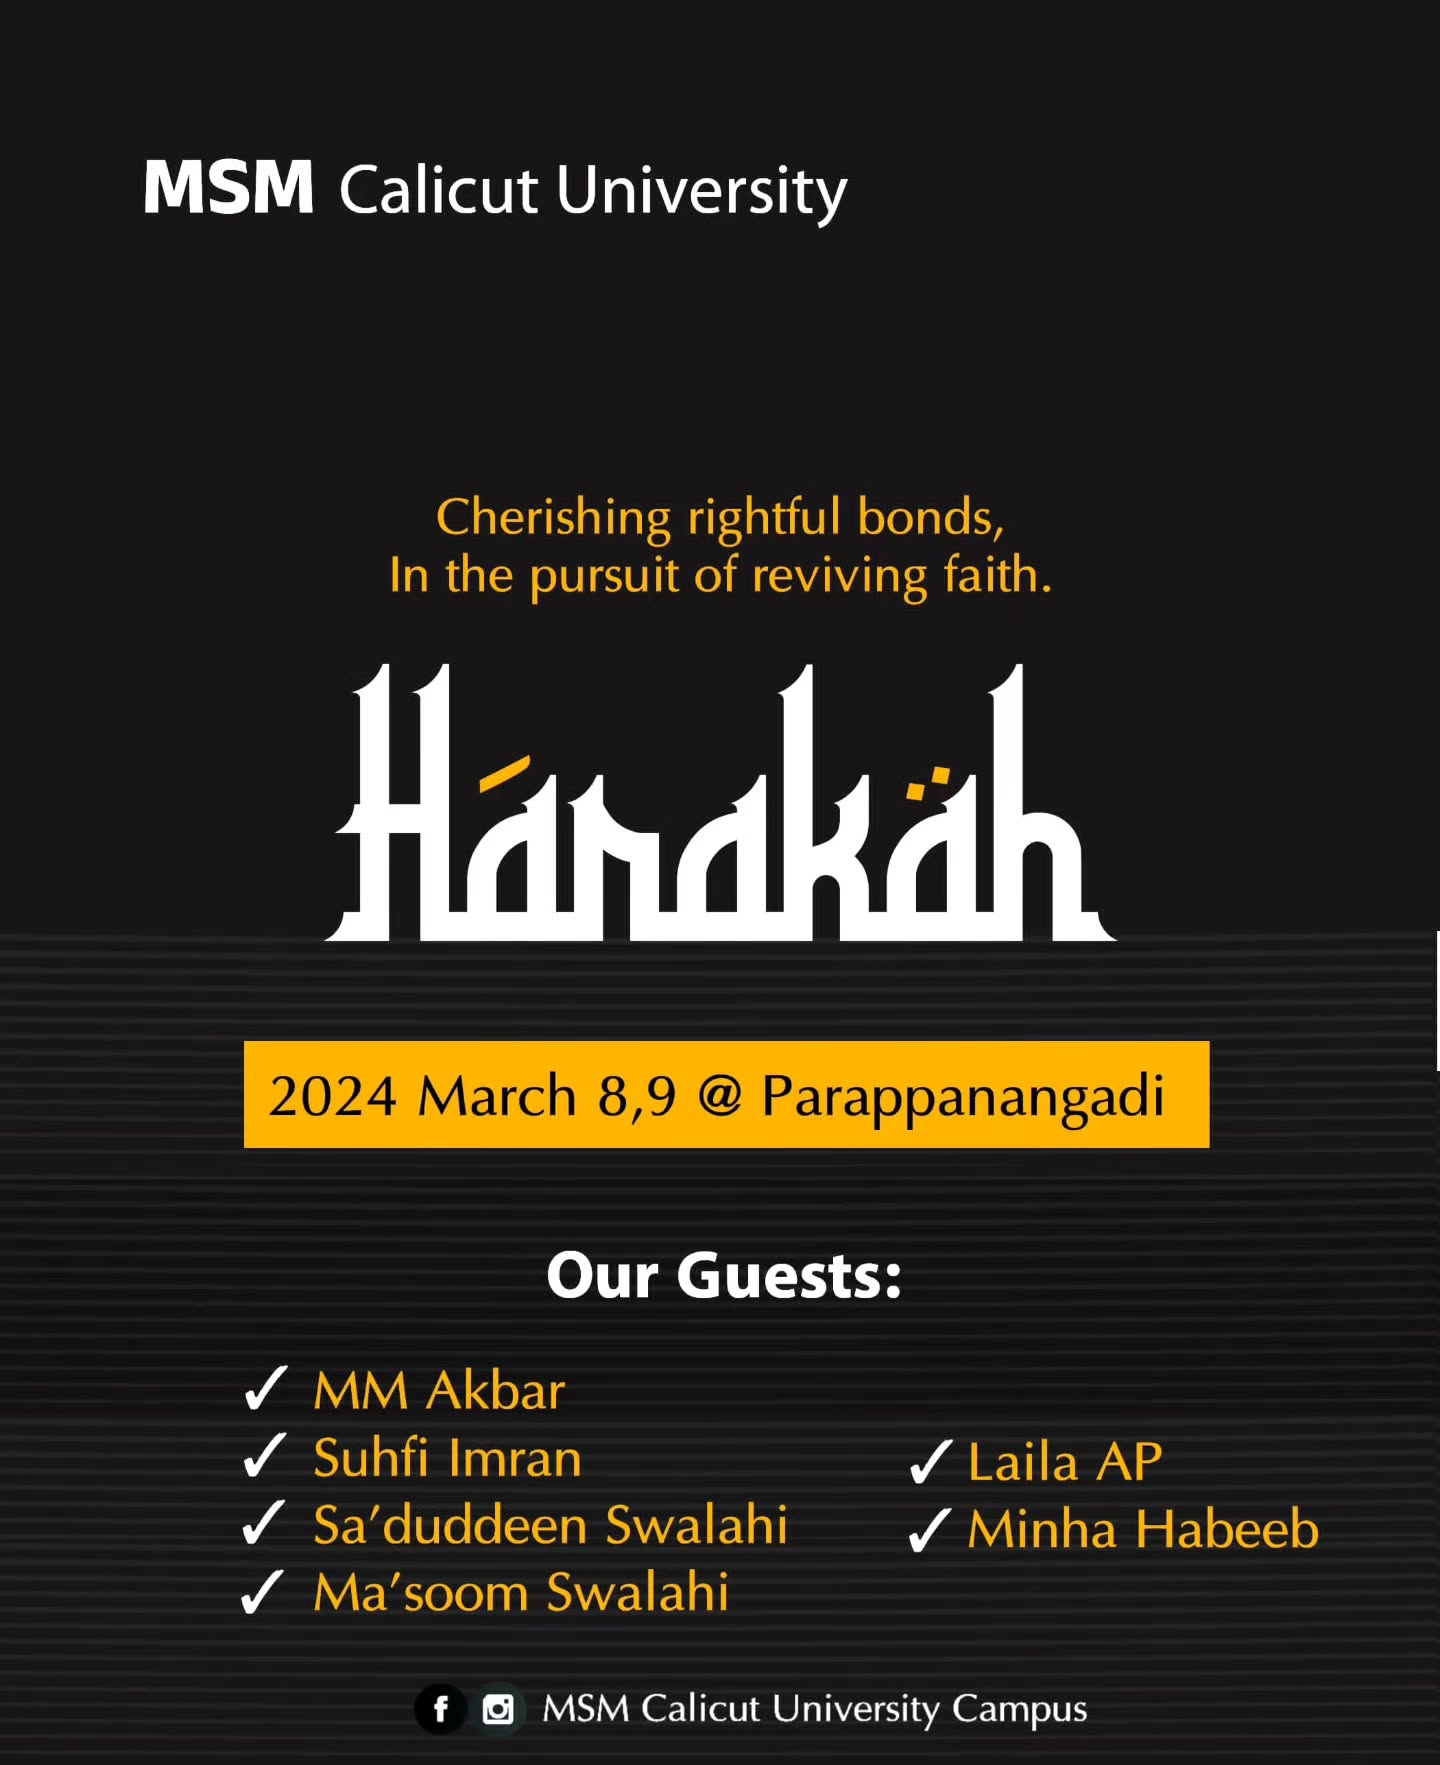 MSM Calicut University
Cherishing rightful bonds,
In the pursuit of reviving faith.
Harakah
2024 March 8,9 @ Parappanangadi
Our Guests:
✓ MM Akbar
✓ Suhfi Imran
✓ Sa’duddeen Swalahi
✓ Ma’soom Swalahi
✓ Laila AP
✓ Minha Habeeb
MSM Calicut University Campus